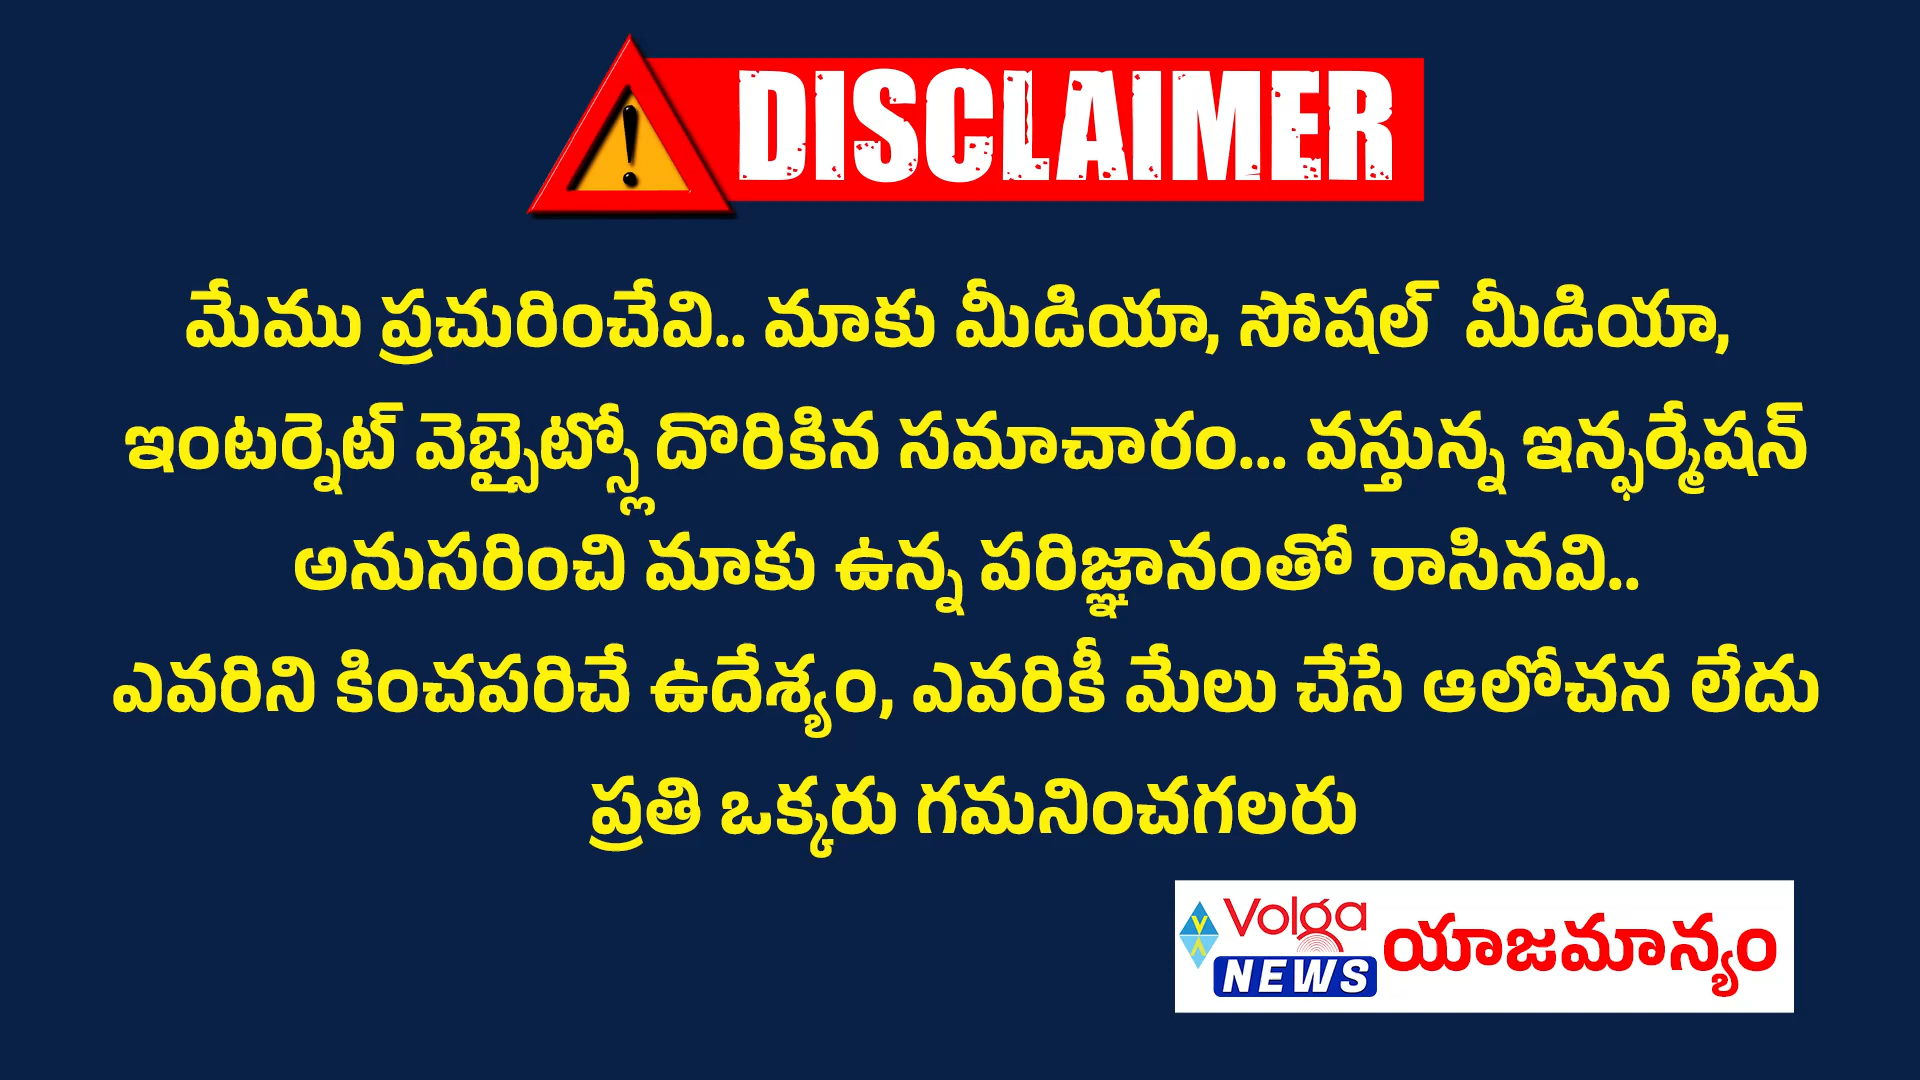 DISCLAIMER
మేము ప్రచురించేవి.. మాకు మీడియా, సోషల్ మీడియా,
ఇంటర్నెట్ వెబ్సైట్స్లో దొరికిన సమాచారం... వస్తున్న ఇన్ఫర్మేషన్
అనుసరించి మాకు ఉన్న పరిజ్ఞానంతో రాసినవి..
ఎవరిని కించపరిచే ఉదేశ్యం, ఎవరికీ మేలు చేసే ఆలోచన లేదు
ప్రతి ఒక్కరు గమనించగలరు
Volga
NEWS యాజమాన్యం